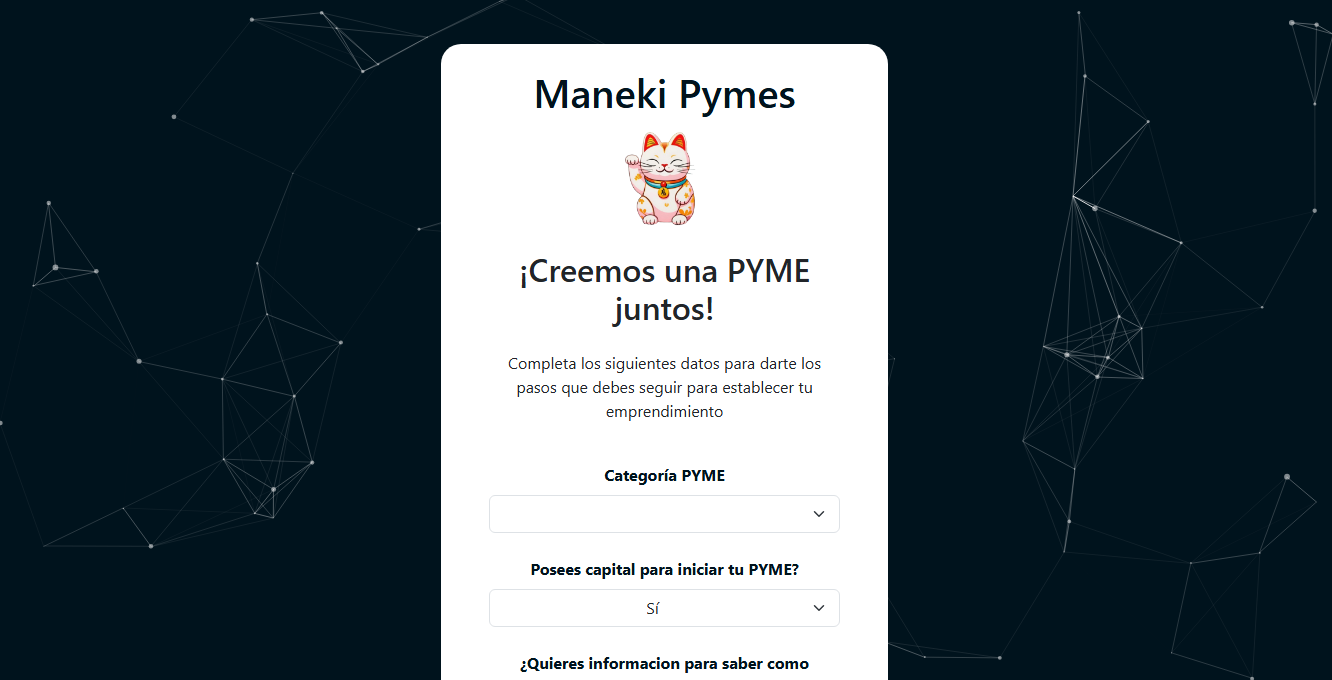 Maneki Pymes
¡Creemos una PYME
juntos!
Completa los siguientes datos para darte los
pasos que debes seguir para establecer tu
emprendimiento
Categoría PYME
Posees capital para iniciar tu PYME?
Sí
¿Quieres informacion para saber como